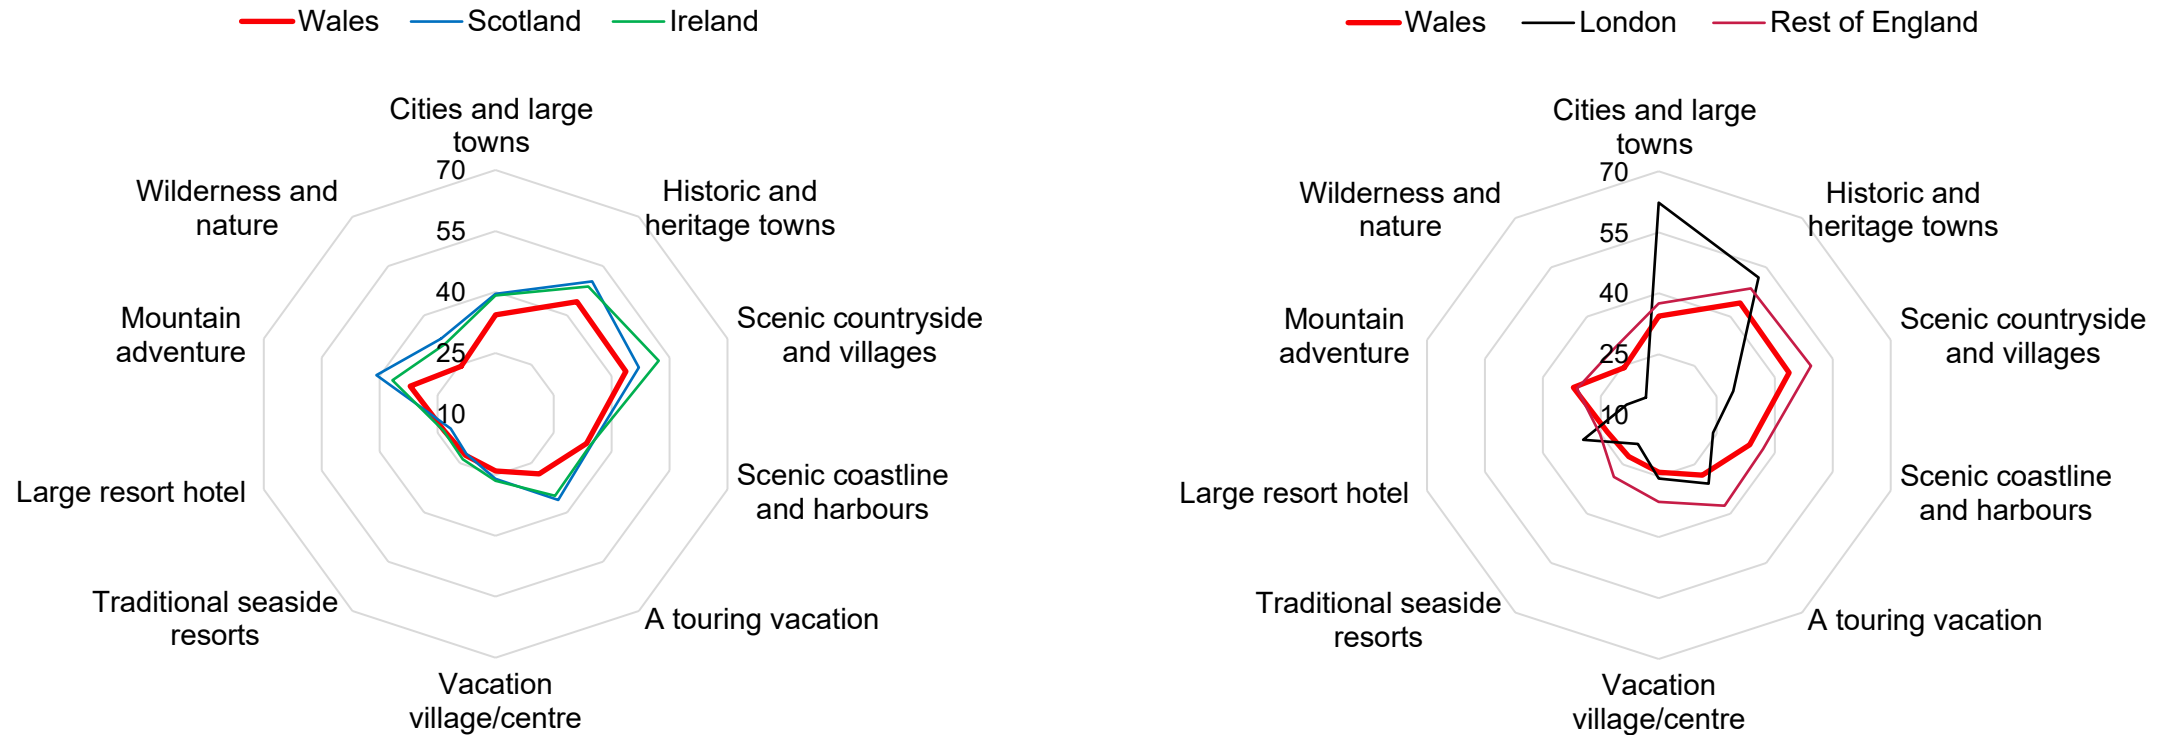 Wales Scotland Ireland
Cities and large
towns
70
Wilderness and
nature
Historic and
heritage towns
55
Mountain
adventure
40
Scenic countryside
and villages
25
10
Large resort hotel
Scenic coastline
and harbours
Traditional seaside
resorts
A touring vacation
Vacation
village/centre
Wales London Rest of England
Cities and large
towns
70
Wilderness and
nature
Historic and
heritage towns
55
Mountain
adventure
40
Scenic countryside
and villages
25
10
Large resort hotel
Scenic coastline
and harbours
Traditional seaside
resorts
A touring vacation
Vacation
village/centre